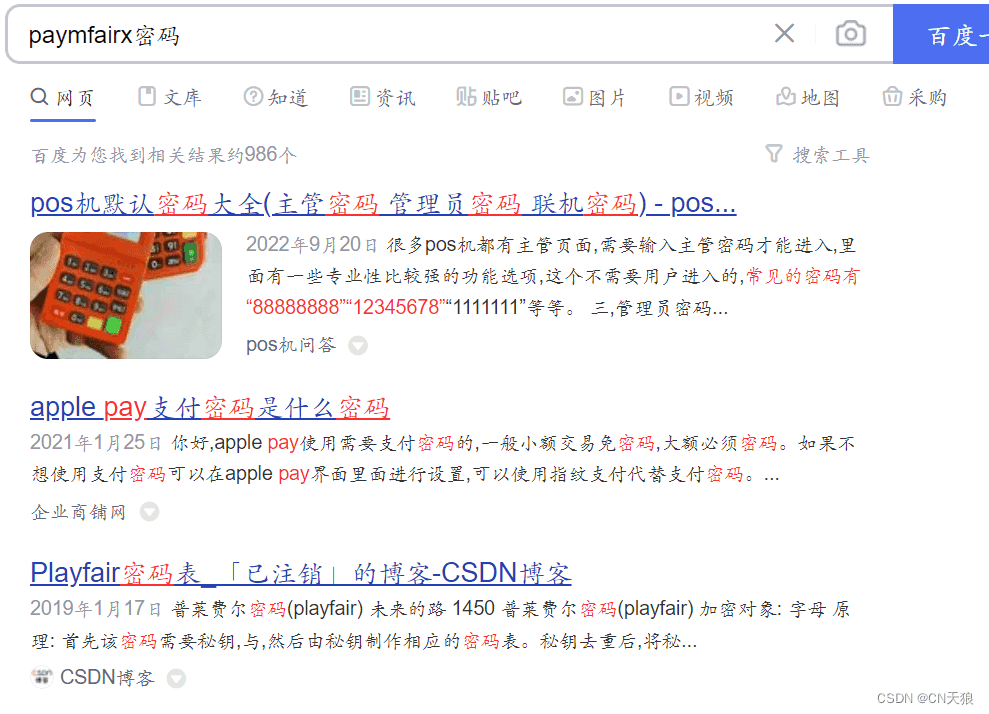 paymfairx密码
百度一
网页 文库 知道 资讯 贴吧 图片 视频 地图 采购
百度为您找到相关结果约986个 搜索工具
pos机默认密码大全(主管密码 管理员密码 联机密码) - pos...
2022年9月20日 很多pos机都有主管页面,需要输入主管密码才能进入,里
面有一些专业性比较强的功能选项,这个不需要用户进入的,常见的密码有
“88888888”“12345678”“1111111”等等。 三,管理员密码...
pos机问答
apple pay支付密码是什么密码
2021年1月25日 你好,apple pay使用需要支付密码的,一般小额交易免密码,大额必须密码。如果不
想使用支付密码可以在apple pay界面里面进行设置,可以使用指纹支付代替支付密码。...
企业商铺网
Playfair密码表_「已注销」的博客-CSDN博客
2019年1月17日 普莱费尔密码(playfair) 未来的路 1450 普莱费尔密码(playfair) 加密对象: 字母 原
理: 首先该密码需要秘钥,与,然后由秘钥制作相应的密码表。秘钥去重后,将秘...
CSDN博客
CSDN @CN天狼